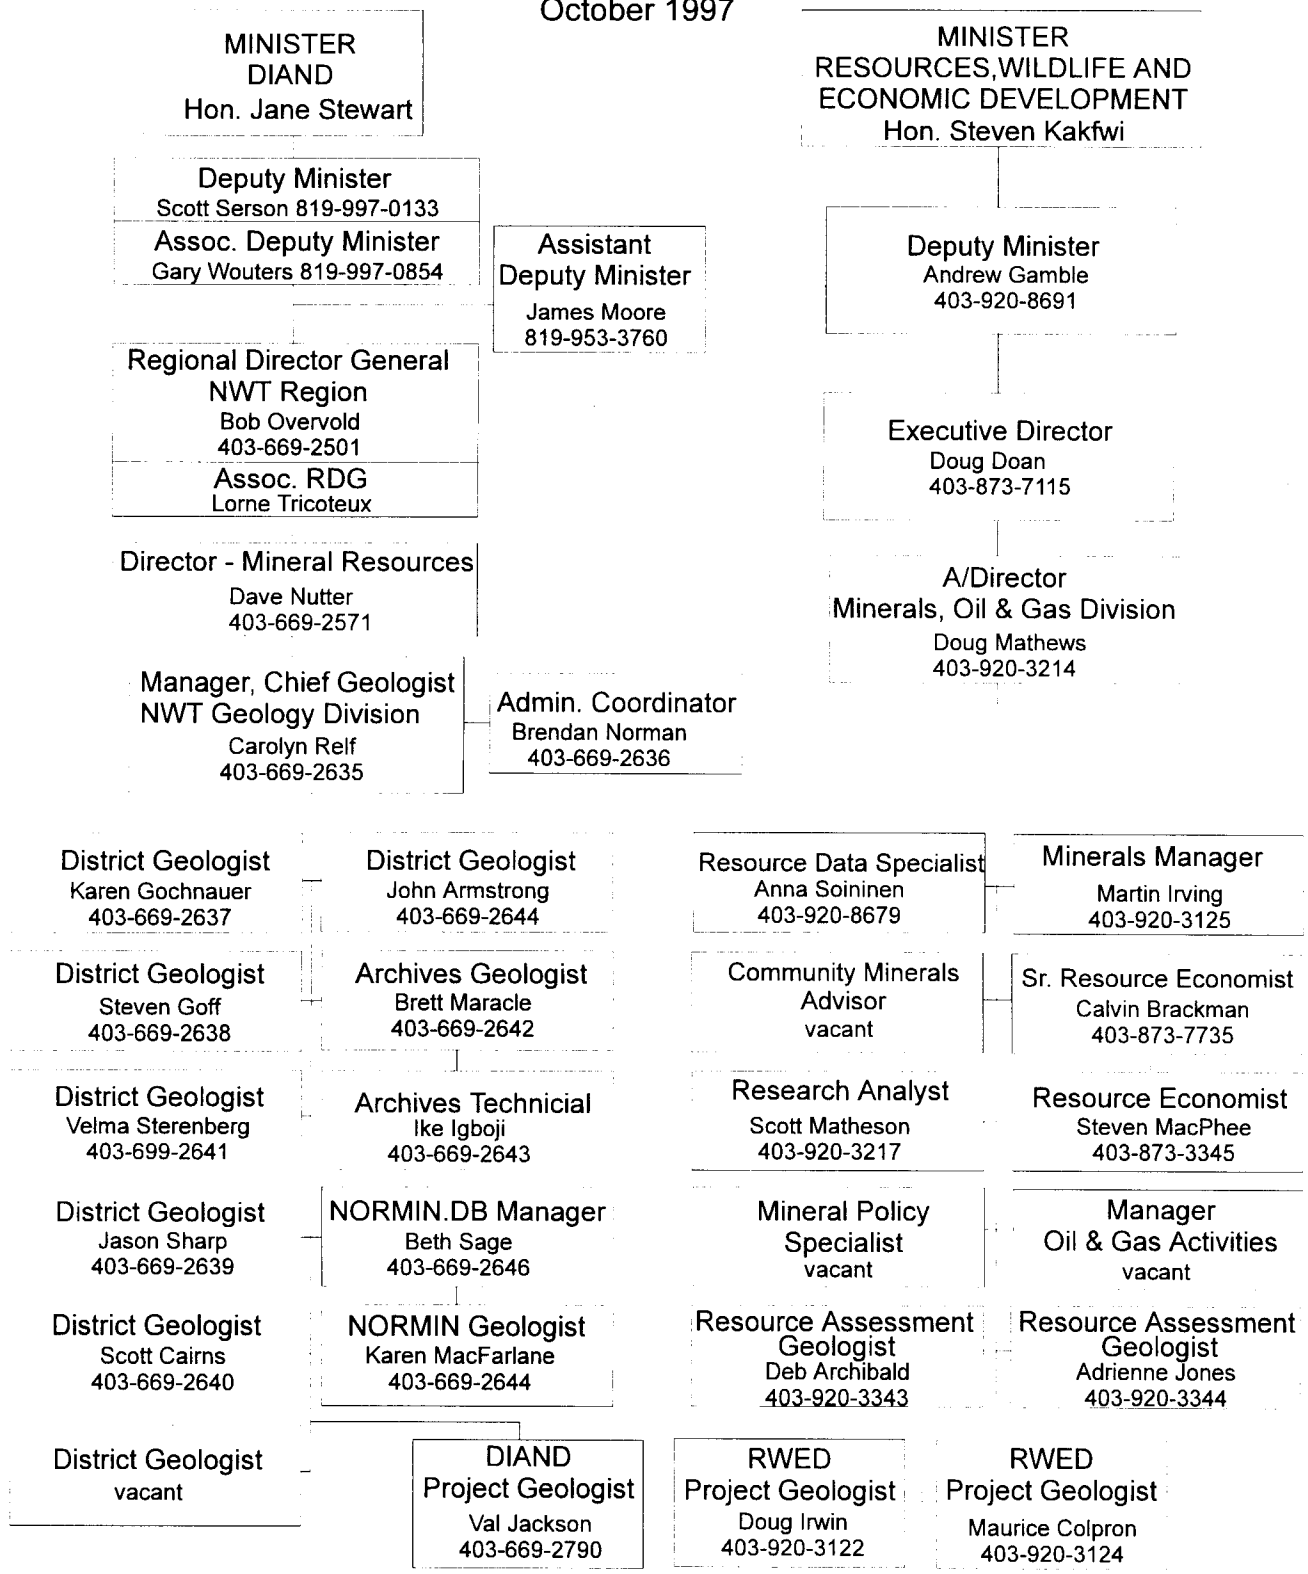 October 1997
MINISTER
DIAND
Hon. Jane Stewart
Deputy Minister
Scott Serson 819-997-0133
Assoc. Deputy Minister
Gary Wouters 819-997-0854
Assistant
Deputy Minister
James Moore
819-953-3760
Regional Director General
NWT Region
Bob Overvold
403-669-2501
Assoc. RDG
Lorne Tricoteux
Director - Mineral Resources
Dave Nutter
403-669-2571
Manager, Chief Geologist
NWT Geology Division
Carolyn Relf
403-669-2635
Admin. Coordinator
Brendan Norman
403-669-2636
MINISTER
RESOURCES,WILDLIFE AND
ECONOMIC DEVELOPMENT
Hon. Steven Kakfwi
Deputy Minister
Andrew Gamble
403-920-8691
Executive Director
Doug Doan
403-873-7115
A/Director
Minerals, Oil & Gas Division
Doug Mathews
403-920-3214
District Geologist
Karen Gochnauer
403-669-2637
District Geologist
John Armstrong
403-669-2644
Resource Data Specialist
Anna Soininen
403-920-8679
Minerals Manager
Martin Irving
403-920-3125
District Geologist
Steven Goff
403-669-2638
Archives Geologist
Brett Maracle
403-669-2642
Community Minerals
Advisor
vacant
Sr. Resource Economist
Calvin Brackman
403-873-7735
District Geologist
Velma Sterenberg
403-699-2641
Archives Technicial
Ike Igboji
403-669-2643
Research Analyst
Scott Matheson
403-920-3217
Resource Economist
Steven MacPhee
403-873-3345
District Geologist
Jason Sharp
403-669-2639
NORMIN.DB Manager
Beth Sage
403-669-2646
Mineral Policy
Specialist
vacant
Manager
Oil & Gas Activities
vacant
District Geologist
Scott Cairns
403-669-2640
NORMIN Geologist
Karen MacFarlane
403-669-2644
Resource Assessment
Geologist
Deb Archibald
403-920-3343
Resource Assessment
Geologist
Adrienne Jones
403-920-3344
District Geologist
vacant
DIAND
Project Geologist
Val Jackson
403-669-2790
RWED
Project Geologist
Doug Irwin
403-920-3122
RWED
Project Geologist
Maurice Colpron
403-920-3124